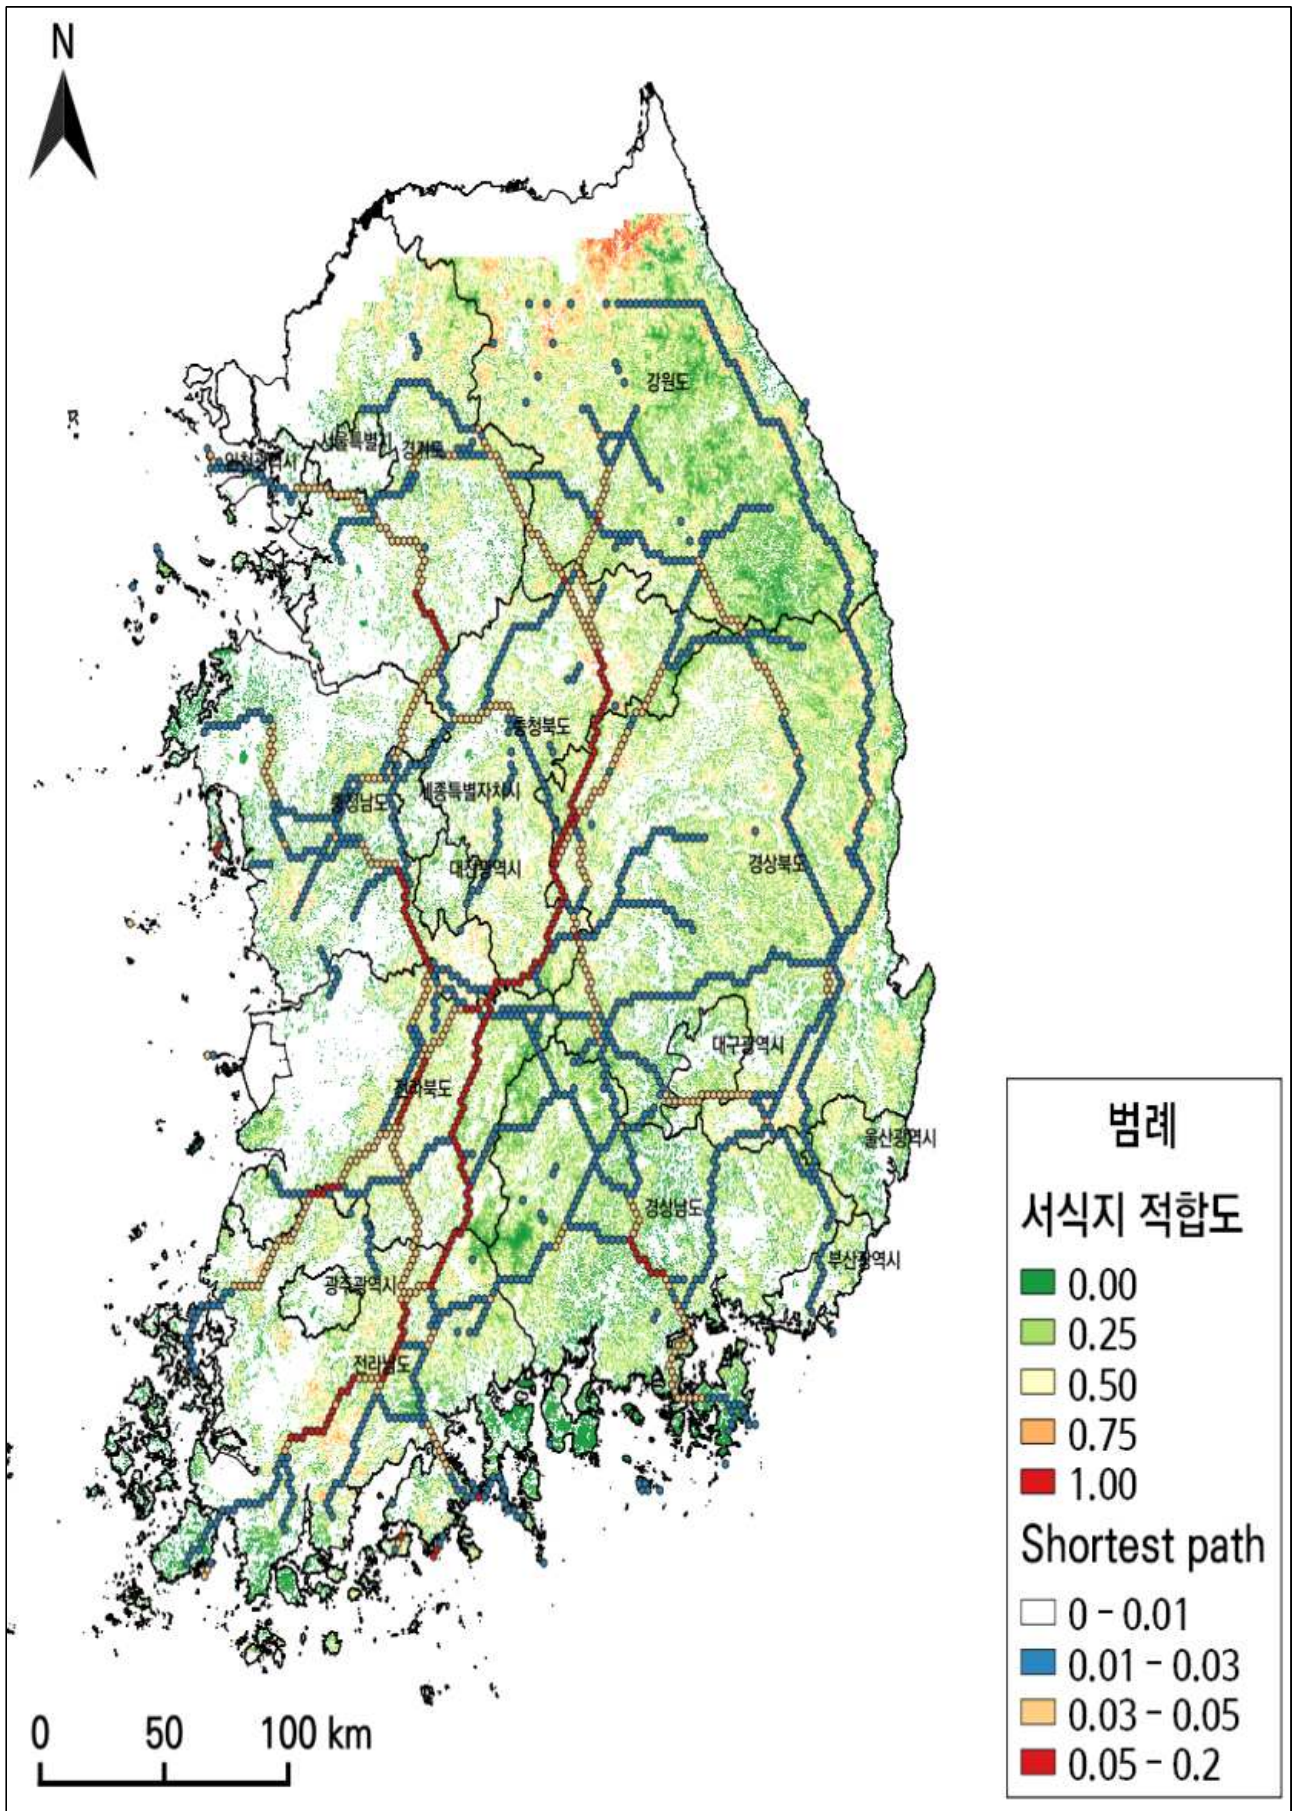 N
강원도
서울특별시
경기도
인천광역시
충청북도
세종특별자치시
충청남도
대전광역시
경상북도
대구광역시
전라북도
울산광역시
경상남도
부산광역시
광주광역시
전라남도
범례
서식지 적합도
0.00
0.25
0.50
0.75
1.00
Shortest path
0 – 0.01
0.01 – 0.03
0.03 – 0.05
0.05 – 0.2
0 50 100 km